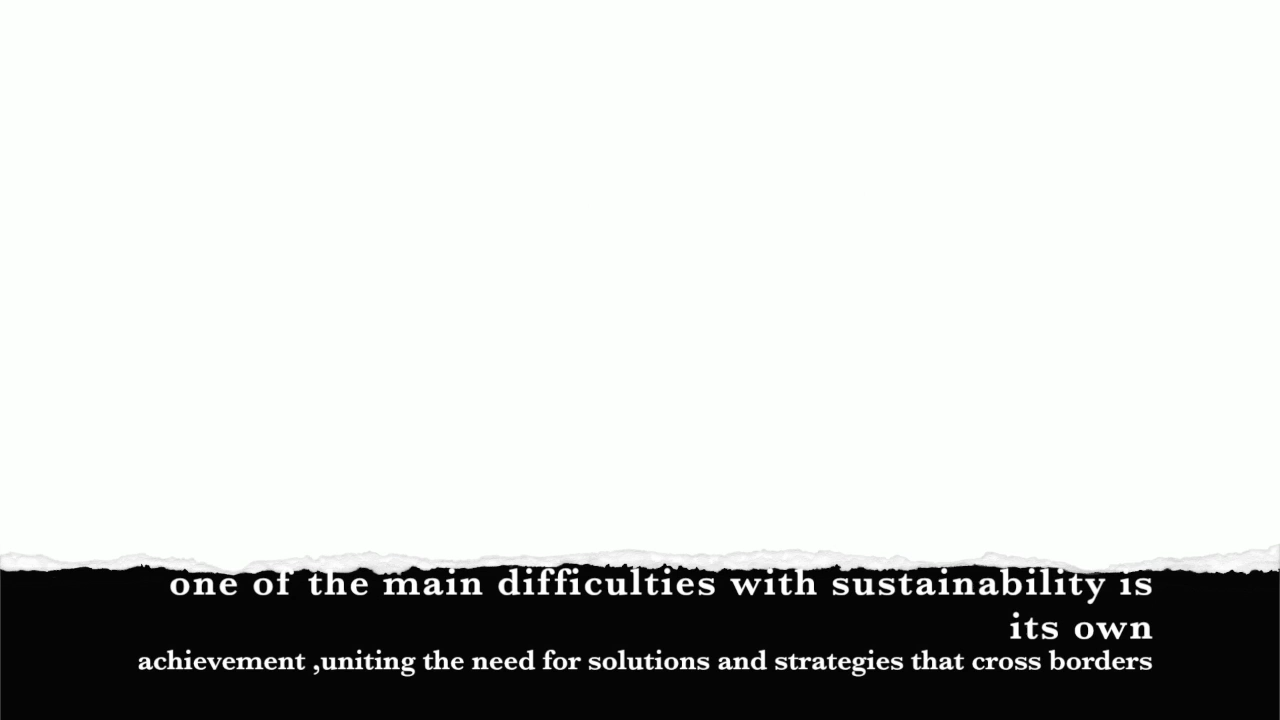 one of the main difficulties with sustainability is
its own
achievement ,uniting the need for solutions and strategies that cross borders